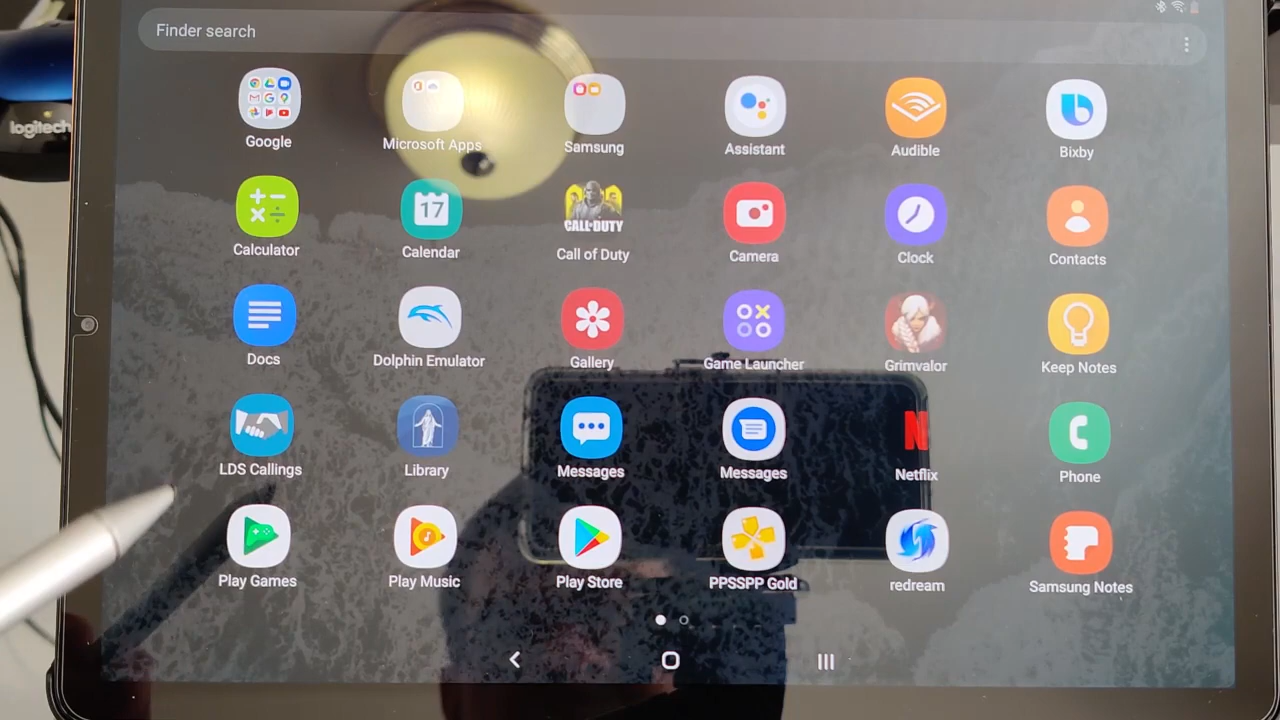 Finder search
logitech
Google
Microsoft Apps
Samsung
Assistant
Audible
Bixby
Calculator
17
Calendar
CALL OF DUTY
Call of Duty
Camera
Clock
Contacts
Docs
Dolphin Emulator
Gallery
Game Launcher
Grimvalor
Keep Notes
LDS Callings
Library
Messages
Messages
N
Netflix
Phone
Play Games
Play Music
Play Store
PPSSPP Gold
redream
Samsung Notes